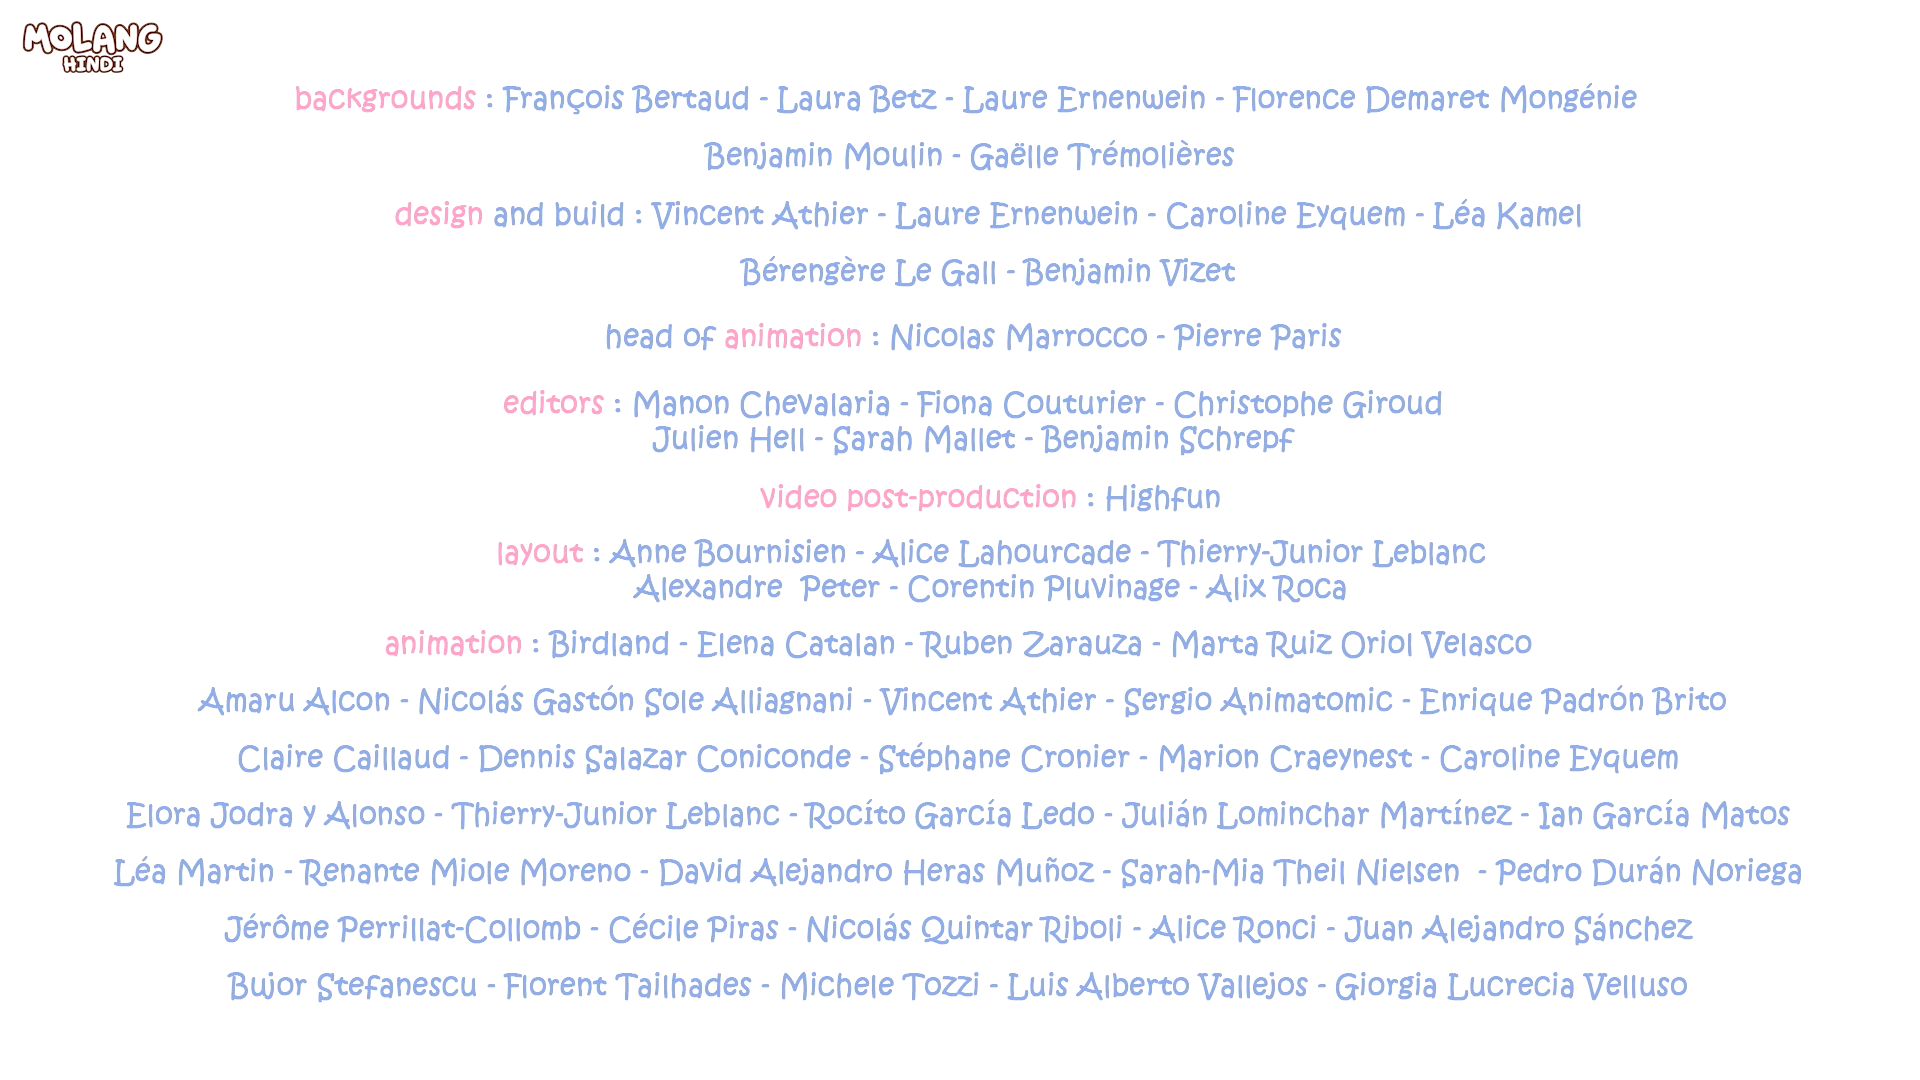 MOLANG
HINDI
backgrounds : François Bertaud - Laura Betz - Laure Ernenwein - Florence Demaret Mongénie
Benjamin Moulin - Gaëlle Trémolières
design and build : Vincent Athier - Laure Ernenwein - Caroline Eyquem - Léa Kamel
Bérengère Le Gall - Benjamin Vizet
head of animation : Nicolas Marrocco - Pierre Paris
editors : Manon Chevalaria - Fiona Couturier - Christophe Giroud
Julien Hell - Sarah Mallet - Benjamin Schrepf
video post-production : Highfun
layout : Anne Bournisien - Alice Lahourcade - Thierry-Junior Leblanc
Alexandre  Peter - Corentin Pluvinage - Alix Roca
animation : Birdland - Elena Catalan - Ruben Zarauza - Marta Ruiz Oriol Velasco
Amaru Alcon - Nicolás Gastón Sole Alliagnani - Vincent Athier - Sergio Animatomic - Enrique Padrón Brito
Claire Caillaud - Dennis Salazar Coniconde - Stéphane Cronier - Marion Craeynest - Caroline Eyquem
Elora Jodra y Alonso - Thierry-Junior Leblanc - Rocíto García Ledo - Julián Lominchar Martínez - Ian García Matos
Léa Martin - Renante Miole Moreno - David Alejandro Heras Muñoz - Sarah-Mia Theil Nielsen  - Pedro Durán Noriega
Jérôme Perrillat-Collomb - Cécile Piras - Nicolás Quintar Riboli - Alice Ronci - Juan Alejandro Sánchez
Bujor Stefanescu - Florent Tailhades - Michele Tozzi - Luis Alberto Vallejos - Giorgia Lucrecia Velluso